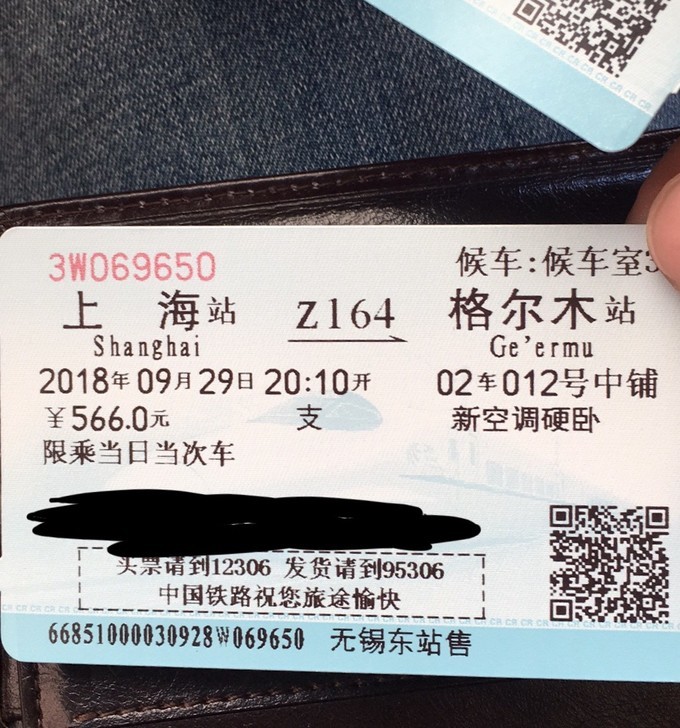 3W069650 候车:候车室3
上海站 Z164 格尔木站
Shanghai Ge'ermu
2018年09月29日20:10开 02车012号中铺
￥566.0元 支 新空调硬卧
限乘当日当次车
买票请到12306 发货请到95306
中国铁路祝您旅途愉快
66851000030928W069650 无锡东站售